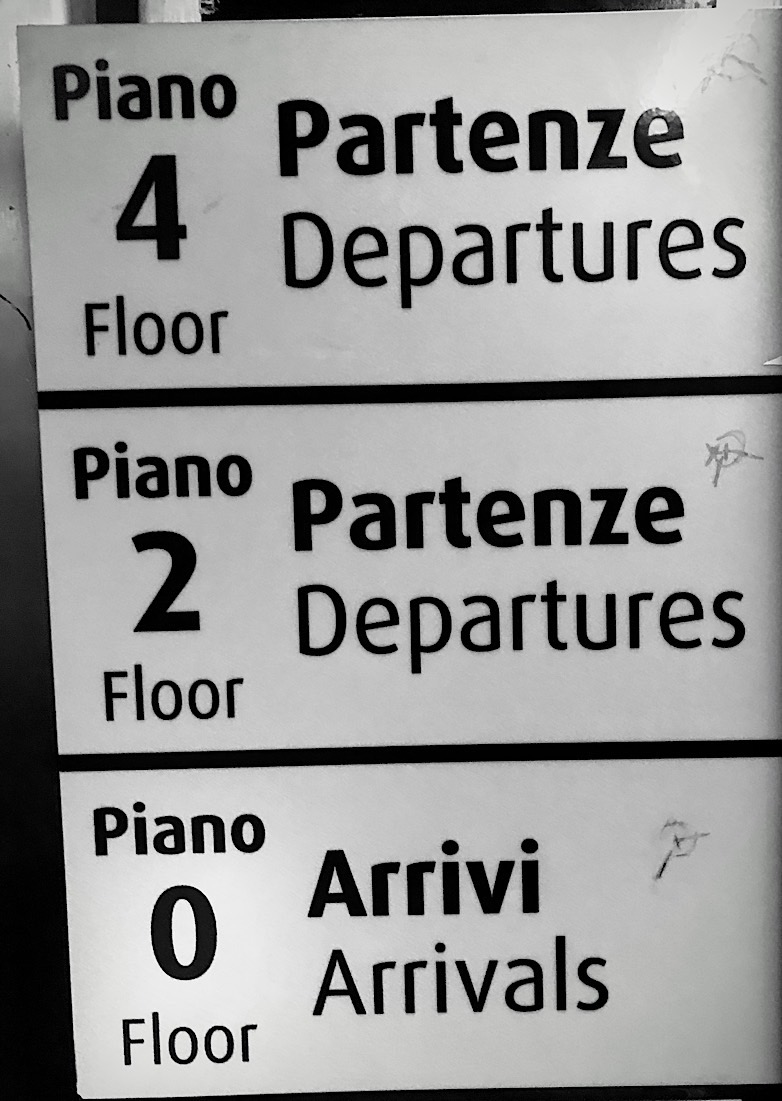 Piano
4
Floor
Partenze
Departures
Piano
2
Floor
Partenze
Departures
Piano
0
Floor
Arrivi
Arrivals